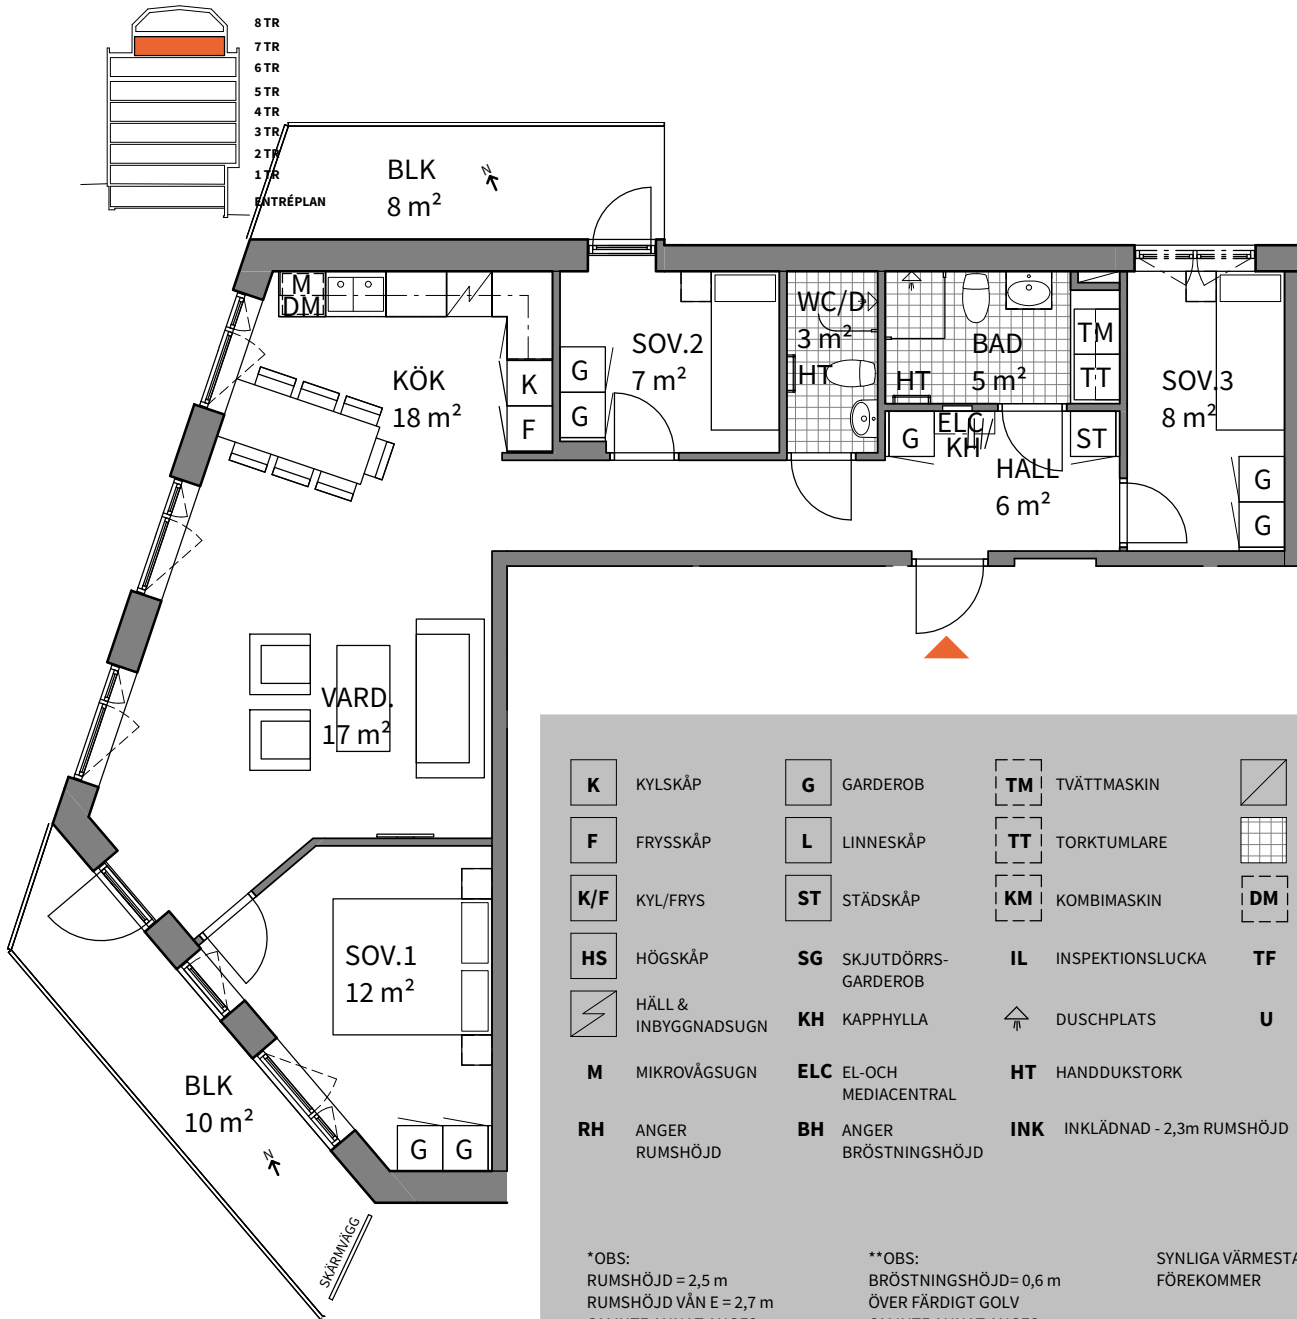 8 TR
7 TR
6 TR
5 TR
4 TR
3 TR
2 TR
1 TR
ENTRÉPLAN
BLK
8 m²
N
M
DM
KÖK
18 m²
K
F
G
G
SOV.2
7 m²
WC/D
3 m²
HT
BAD
5 m²
HT
TM
TT
ELC
KH
G
ST
HALL
6 m²
SOV.3
8 m²
G
G
VARD.
17 m²
SOV.1
12 m²
G
G
BLK
10 m²
N
SKÄRMVÄGG
K KYLSKÅP
F FRYSSKÅP
K/F KYL/FRYS
HS HÖGSKÅP
HÄLL &
INBYGGNADSUGN
M MIKROVÅGSUGN
RH ANGER
RUMSHÖJD
G GARDEROB
L LINNESKÅP
ST STÄDSKÅP
SG SKJUTDÖRRS-
GARDEROB
KH KAPPHYLLA
ELC EL-OCH
MEDIACENTRAL
BH ANGER
BRÖSTNINGSHÖJD
TM TVÄTTMASKIN
TT TORKTUMLARE
KM KOMBIMASKIN
IL INSPEKTIONSLUCKA
DUSCHPLATS
HT HANDDUKSTORK
INK INKLÄDNAD - 2,3m RUMSHÖJD
DM
TF
U
*OBS:
RUMSHÖJD = 2,5 m
RUMSHÖJD VÅN E = 2,7 m
**OBS:
BRÖSTNINGSHÖJD= 0,6 m
ÖVER FÄRDIGT GOLV
SYNLIGA VÄRMESTA
FÖREKOMMER